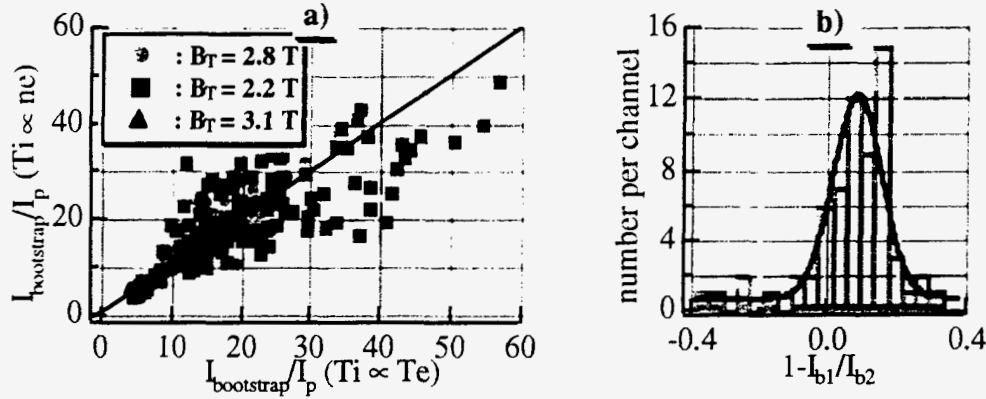 a)
I_bootstrap/I_p (Ti ∝ ne)
60
40
20
0
: B_T = 2.8 T
: B_T = 2.2 T
: B_T = 3.1 T
0 10 20 30 40 50 60
I_bootstrap/I_p (Ti ∝ Te)
b)
number per channel
16
12
8
4
0
-0.4 0.0 0.4
1-I_b1/I_b2